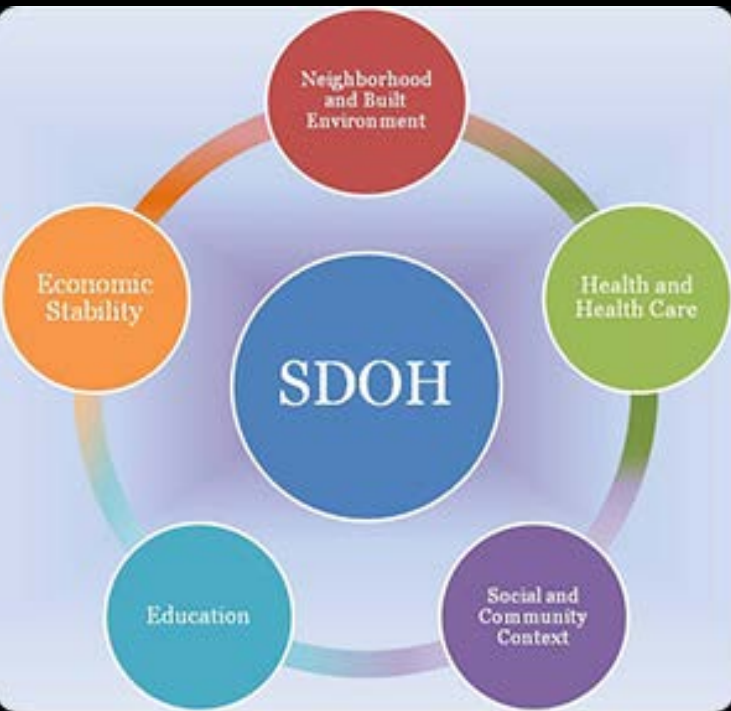 Neighborhood
and Built
Environment
Economic
Stability
Health and
Health Care
SDOH
Education
Social and
Community
Context